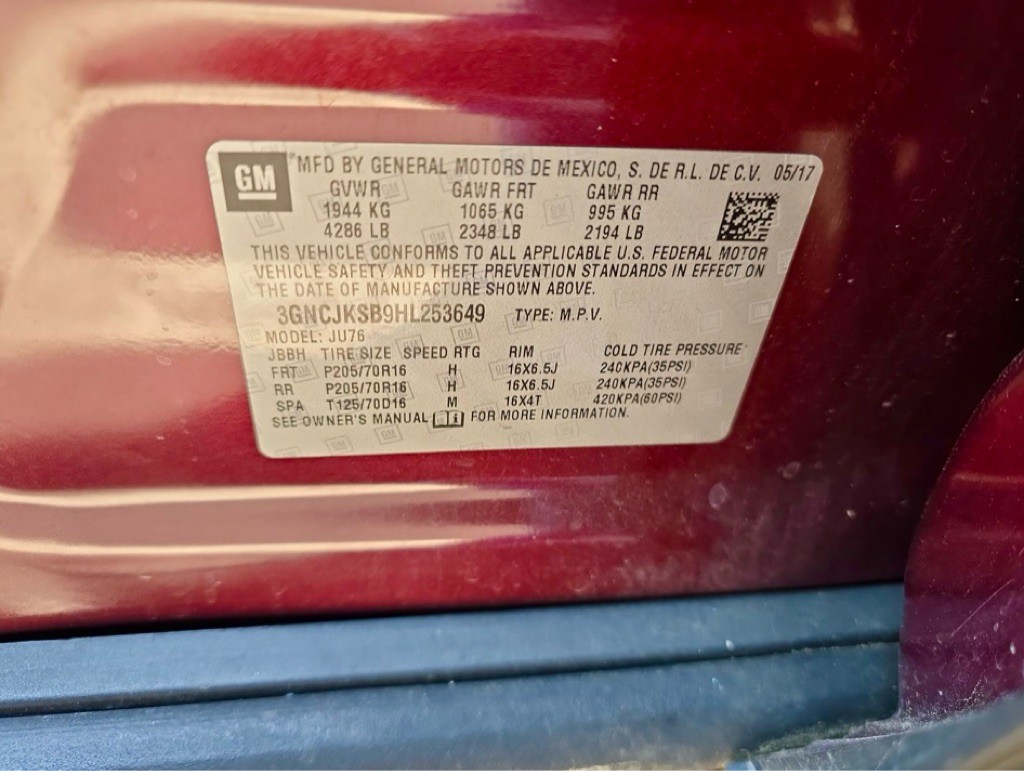 GM MFD BY GENERAL MOTORS DE MEXICO, S. DE R.L. DE C.V. 05/17
GVWR GAWR FRT GAWR RR
1944 KG 1065 KG 995 KG
4286 LB 2348 LB 2194 LB
THIS VEHICLE CONFORMS TO ALL APPLICABLE U.S. FEDERAL MOTOR
VEHICLE SAFETY AND THEFT PREVENTION STANDARDS IN EFFECT ON
THE DATE OF MANUFACTURE SHOWN ABOVE.
3GNCJKSB9HL253649 TYPE: M.P.V.
MODEL: JU76
JBBH TIRE SIZE SPEED RTG RIM COLD TIRE PRESSURE
FRT P205/70R16 H 16X6.5J 240KPA(35PSI)
RR P205/70R16 H 16X6.5J 240KPA(35PSI)
SPA T125/70D16 M 16X4T 420KPA(60PSI)
SEE OWNER'S MANUAL i FOR MORE INFORMATION.